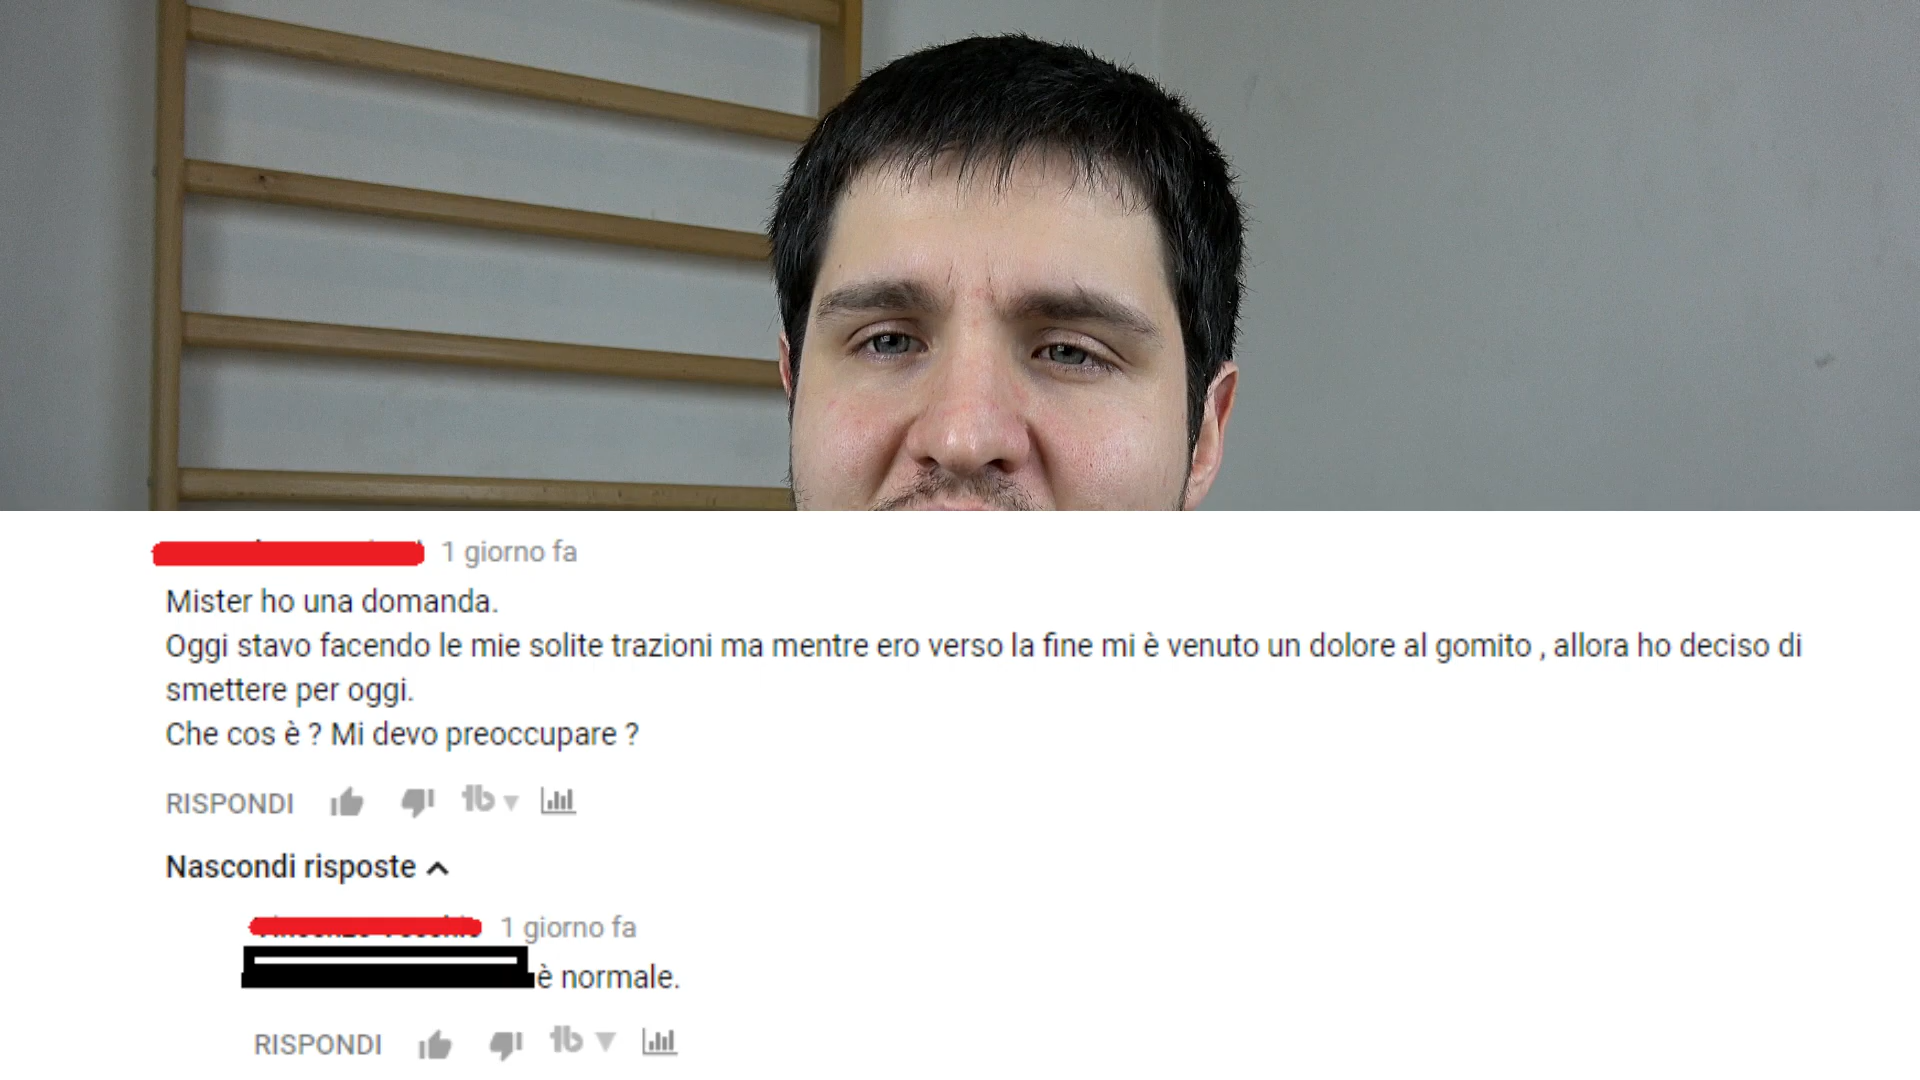 1 giorno fa
Mister ho una domanda.
Oggi stavo facendo le mie solite trazioni ma mentre ero verso la fine mi è venuto un dolore al gomito , allora ho deciso di
smettere per oggi.
Che cos è ? Mi devo preoccupare ?
RISPONDI
Nascondi risposte
1 giorno fa
è normale.
RISPONDI